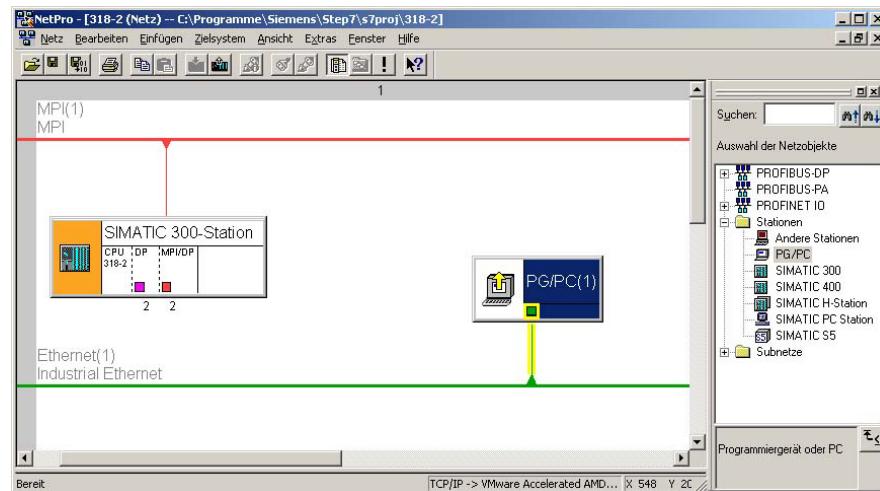 NetPro - [318-2 (Netz) -- C:\Programme\Siemens\Step7\s7proj\318-2]
Netz Bearbeiten Einfügen Zielsystem Ansicht Extras Fenster Hilfe
1
MPI(1)
MPI
SIMATIC 300-Station
CPU 318-2 DP MPI/DP
2 2
PG/PC(1)
Ethernet(1)
Industrial Ethernet
Suchen:
Auswahl der Netzobjekte
PROFIBUS-DP
PROFIBUS-PA
PROFINET IO
Stationen
Andere Stationen
PG/PC
SIMATIC 300
SIMATIC 400
SIMATIC H-Station
SIMATIC PC Station
SIMATIC S5
Subnetze
Programmiergerät oder PC
Bereit
TCP/IP -> VMware Accelerated AMD... X 548 Y 2